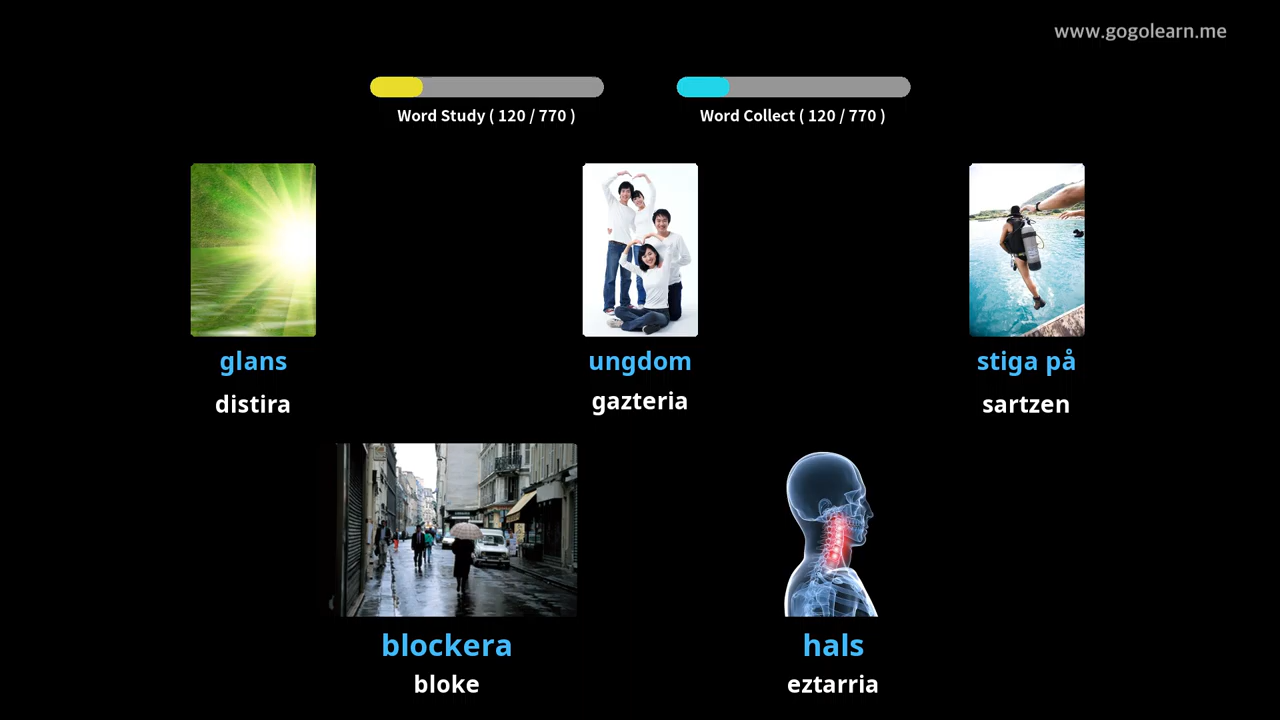 www.gogolearn.me
Word Study ( 120 / 770 )
Word Collect ( 120 / 770 )
glans
ungdom
stiga på
distira
gazteria
sartzen
blockera
hals
bloke
eztarria